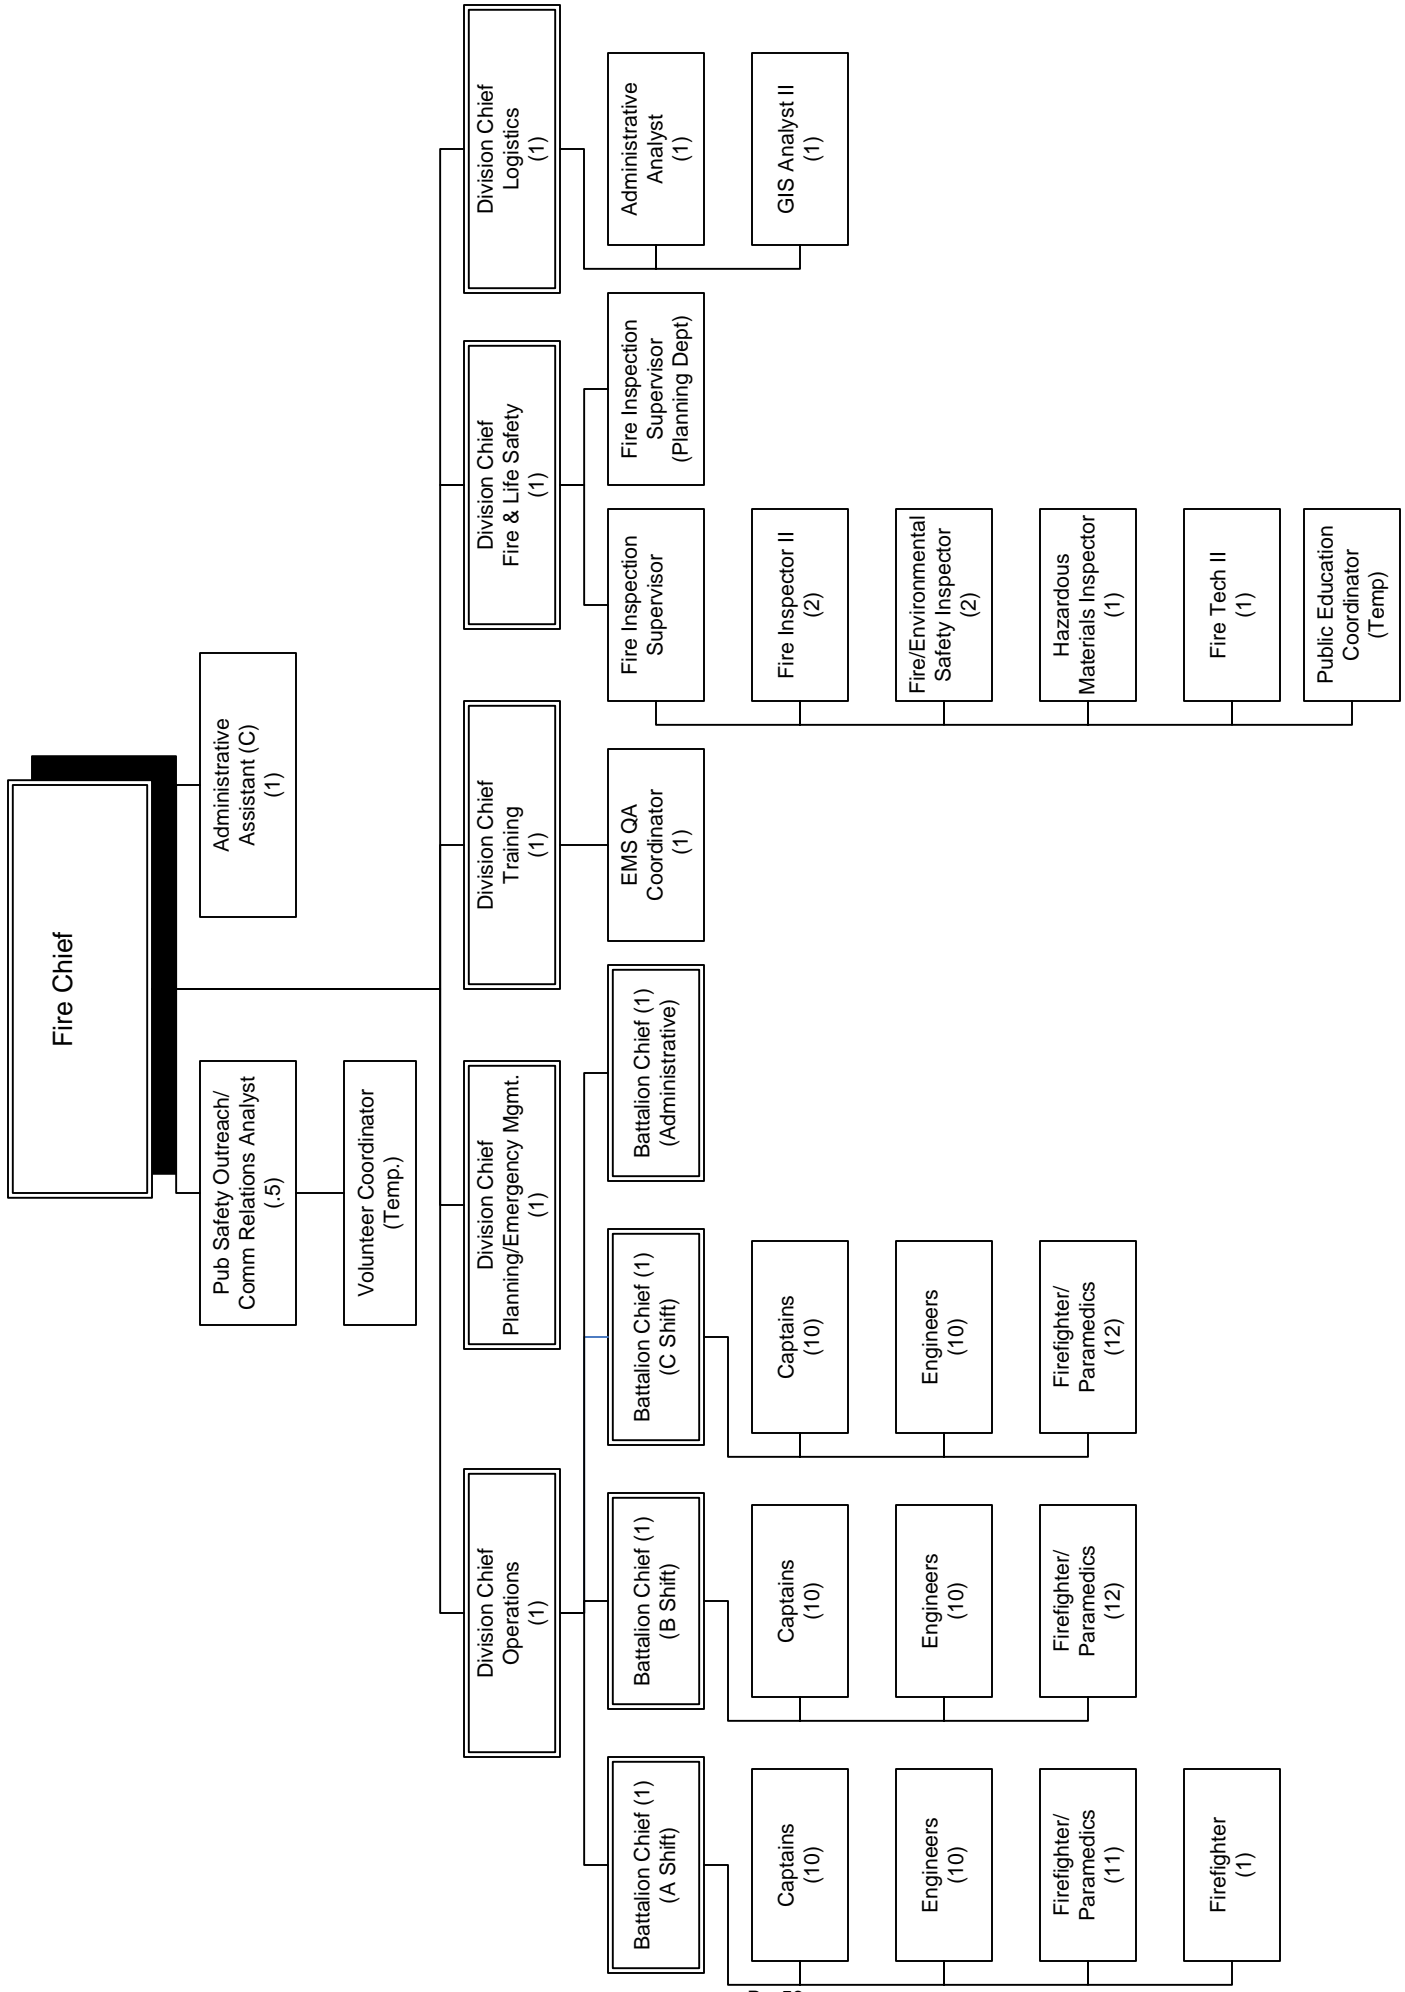 Fire Chief
Pub Safety Outreach/
Comm Relations Analyst
(.5)
Administrative
Assistant (C)
(1)
Volunteer Coordinator
(Temp.)
Division Chief
Operations
(1)
Division Chief
Planning/Emergency Mgmt.
(1)
Division Chief
Training
(1)
Division Chief
Fire & Life Safety
(1)
Division Chief
Logistics
(1)
Battalion Chief (1)
(A Shift)
Battalion Chief (1)
(B Shift)
Battalion Chief (1)
(C Shift)
Battalion Chief (1)
(Administrative)
EMS QA
Coordinator
(1)
Fire Inspection
Supervisor
Fire Inspection
Supervisor
(Planning Dept)
Administrative
Analyst
(1)
Captains
(10)
Captains
(10)
Captains
(10)
Fire Inspector II
(2)
GIS Analyst II
(1)
Engineers
(10)
Engineers
(10)
Engineers
(10)
Fire/Environmental
Safety Inspector
(2)
Firefighter/
Paramedics
(11)
Firefighter/
Paramedics
(12)
Firefighter/
Paramedics
(12)
Hazardous
Materials Inspector
(1)
Firefighter
(1)
Fire Tech II
(1)
Public Education
Coordinator
(Temp)